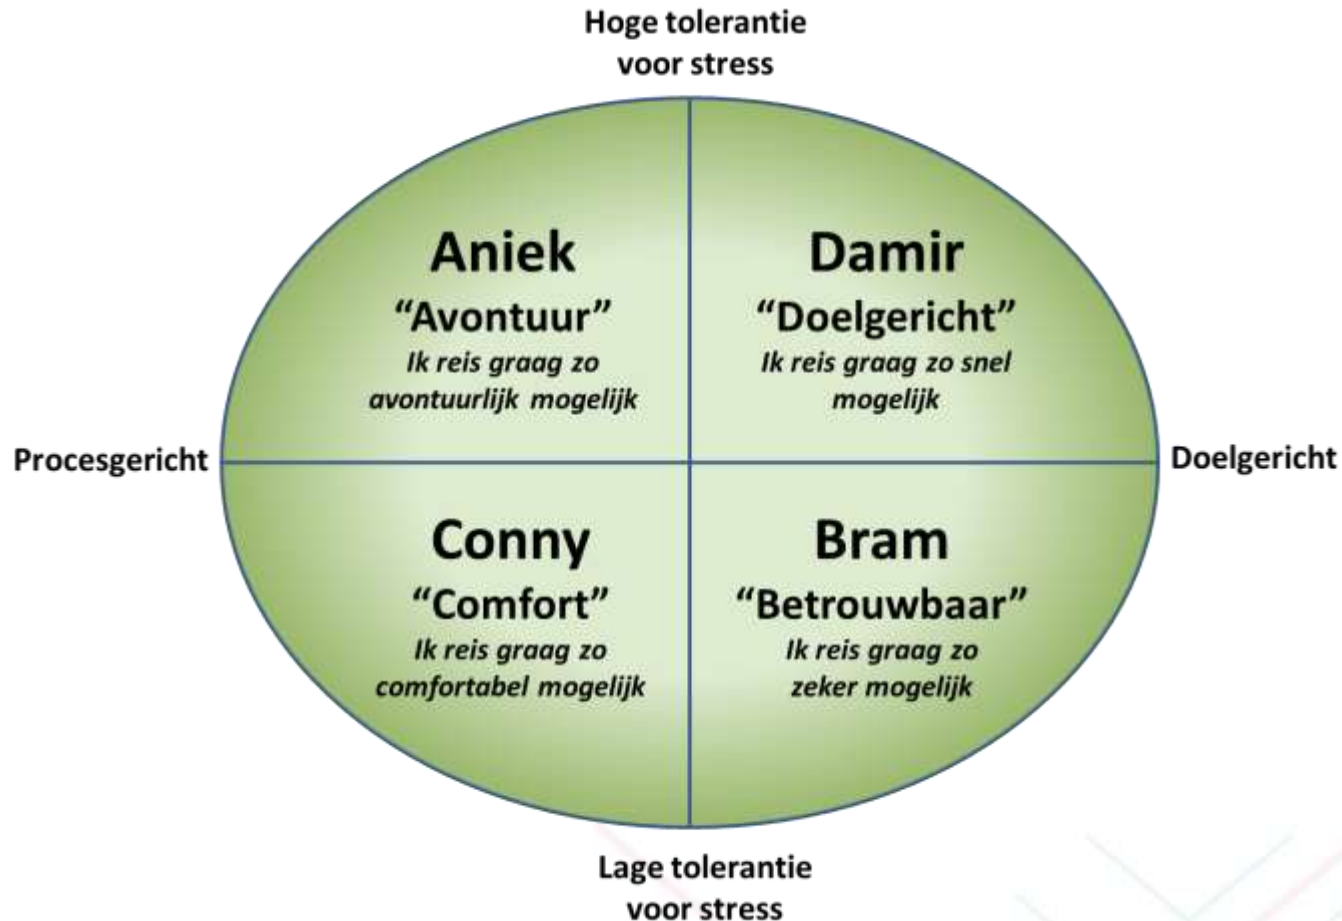 Hoge tolerantie
voor stress
Aniek
“Avontuur”
Ik reis graag zo
avontuurlijk mogelijk
Damir
“Doelgericht”
Ik reis graag zo snel
mogelijk
Procesgericht
Doelgericht
Conny
“Comfort”
Ik reis graag zo
comfortabel mogelijk
Bram
“Betrouwbaar”
Ik reis graag zo
zeker mogelijk
Lage tolerantie
voor stress